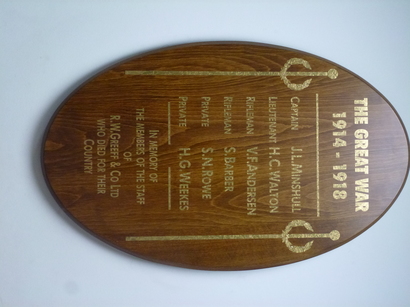 THE GREAT WAR
1914 - 1918
CAPTAIN J.L. MINSHULL
LIEUTENANT H.C. WALTON
RIFLEMAN V.F. ANDERSEN
RIFLEMAN S. BARBER
PRIVATE S.N. ROWE
PRIVATE H.G. WEEKES
IN MEMORY OF
THE MEMBERS OF THE STAFF
OF
R.W. GREEFF & CO LTD
WHO DIED FOR THEIR
COUNTRY